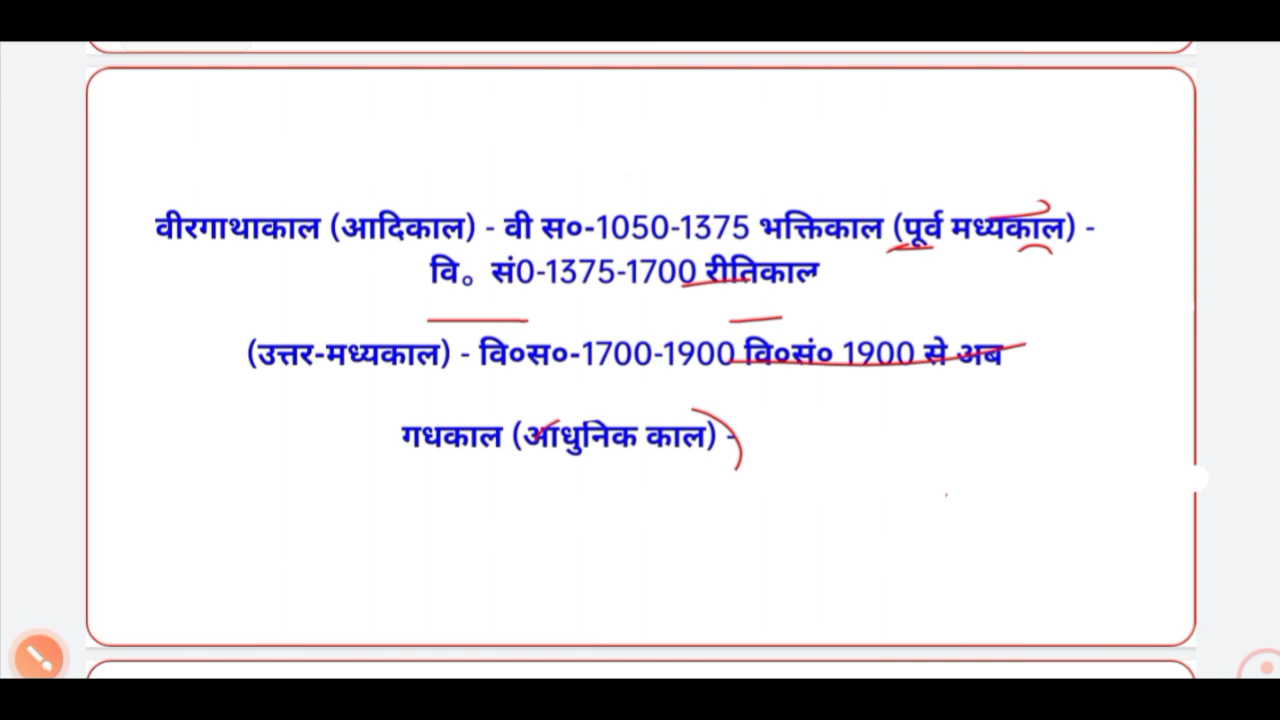 वीरगाथाकाल (आदिकाल) - वी स०-1050-1375 भक्तिकाल (पूर्व मध्यकाल) -
वि० सं0-1375-1700 रीतिकाल
(उत्तर-मध्यकाल) - वि०स०-1700-1900 वि०सं० 1900 से अब
गधकाल (आधुनिक काल) -